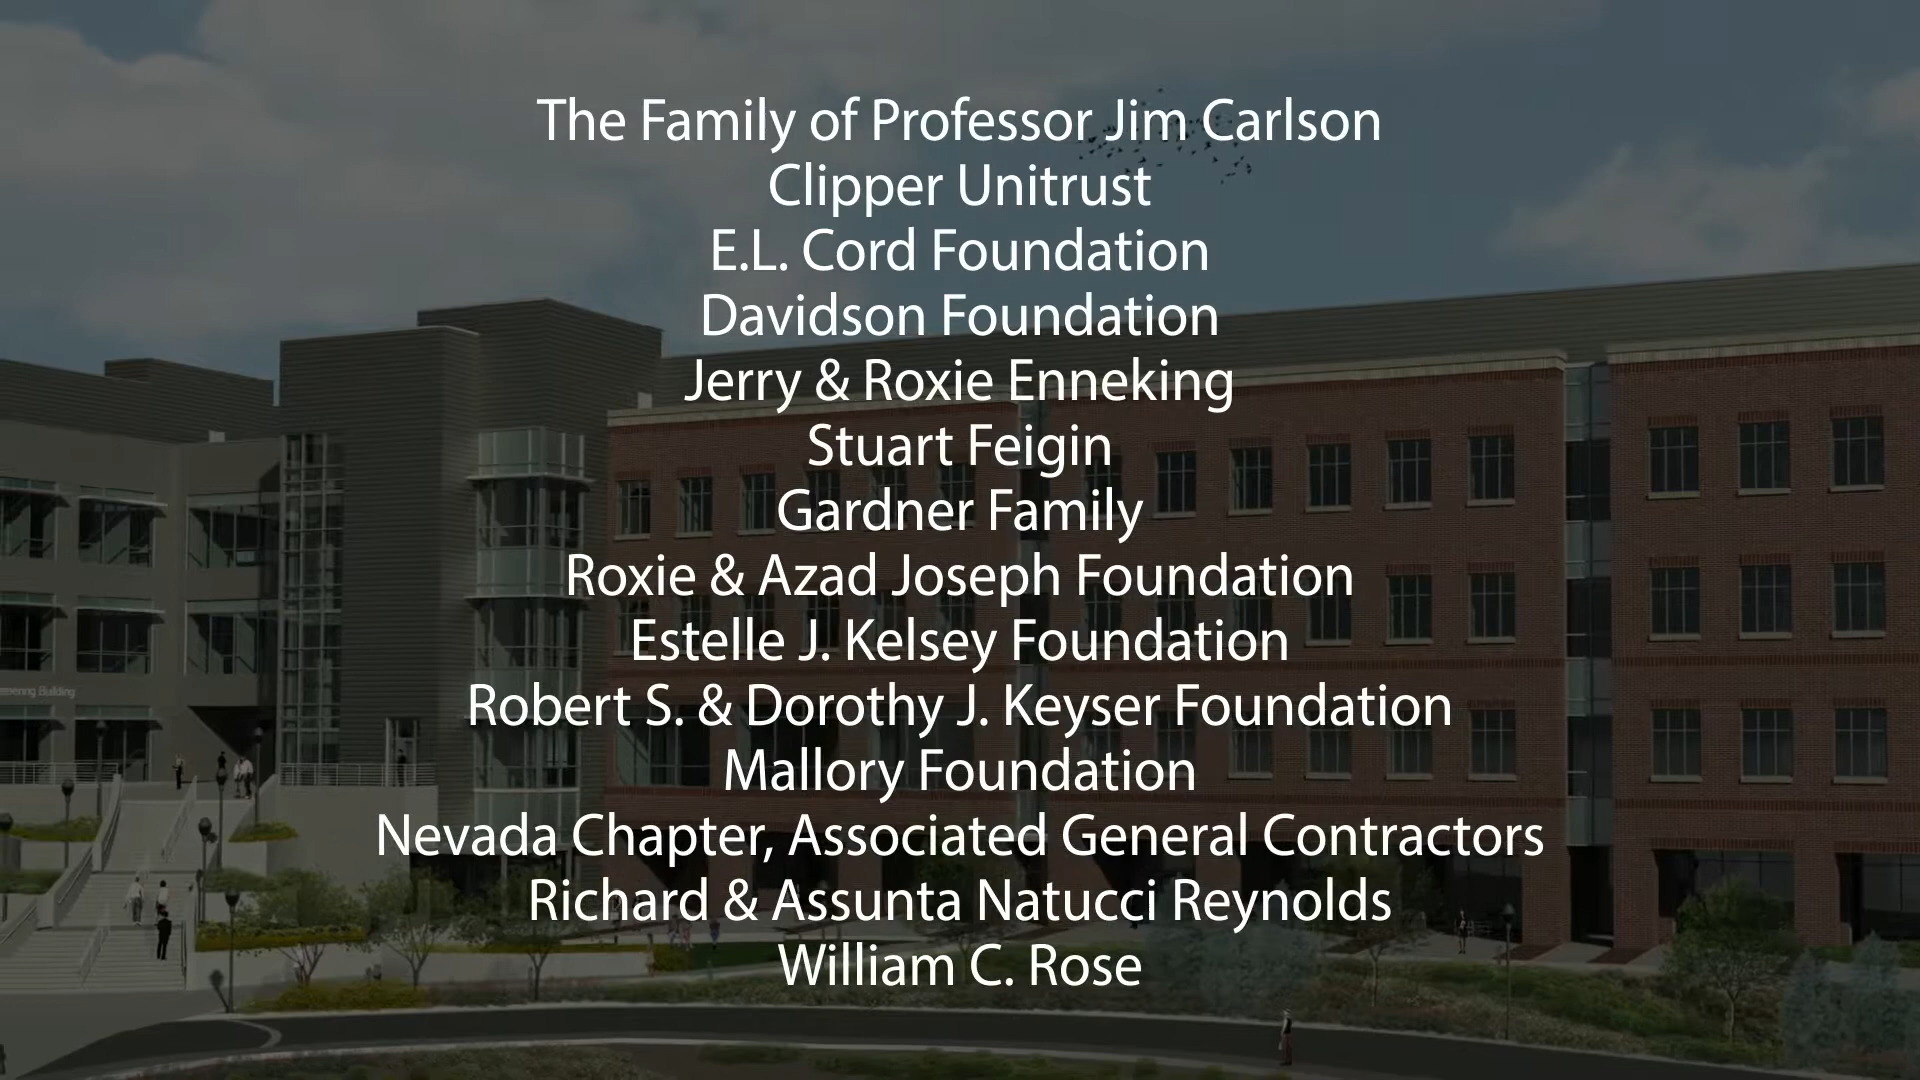 The Family of Professor Jim Carlson
Clipper Unitrust
E.L. Cord Foundation
Davidson Foundation
Jerry & Roxie Enneking
Stuart Feigin
Gardner Family
Roxie & Azad Joseph Foundation
Estelle J. Kelsey Foundation
Robert S. & Dorothy J. Keyser Foundation
Mallory Foundation
Nevada Chapter, Associated General Contractors
Richard & Assunta Natucci Reynolds
William C. Rose
Building